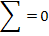 ∑ = 0